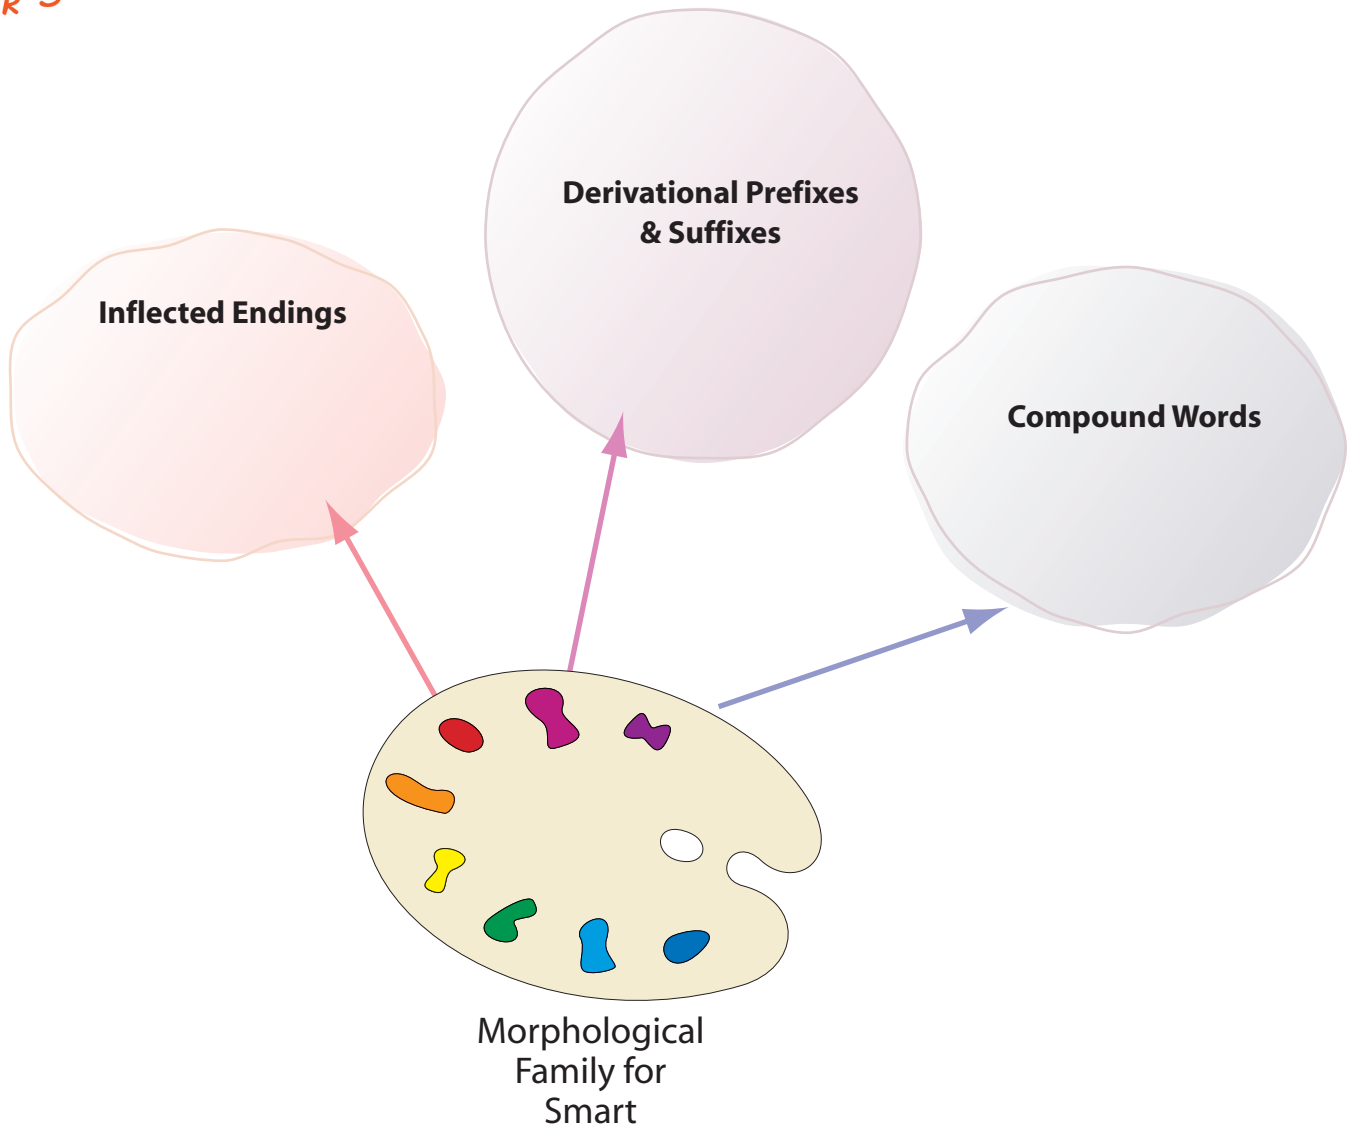 Derivational Prefixes
& Suffixes
Inflected Endings
Compound Words
Morphological
Family for
Smart